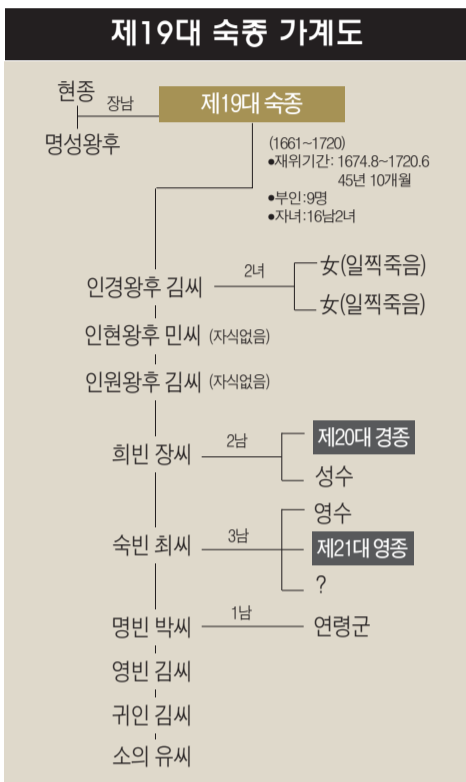 제19대 숙종 가계도
현종
장남
제19대 숙종
명성왕후
(1661~1720)
●재위기간: 1674.8~1720.6
45년 10개월
●부인:9명
●자녀:16남2녀
인경왕후 김씨
2녀
女(일찍죽음)
女(일찍죽음)
인현왕후 민씨 (자식없음)
인원왕후 김씨 (자식없음)
희빈 장씨
2남
제20대 경종
성수
숙빈 최씨
3남
영수
제21대 영종
?
명빈 박씨
1남
연령군
영빈 김씨
귀인 김씨
소의 유씨